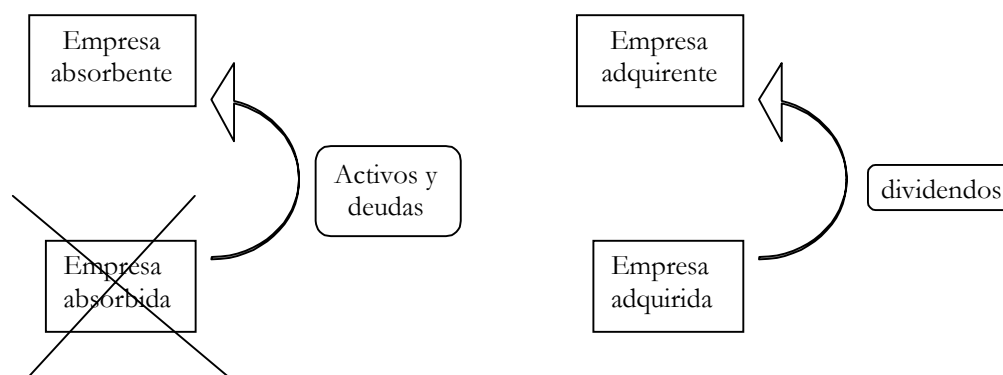 Empresa
absorbente
Activos y
deudas
Empresa
absorbida
Empresa
adquirente
dividendos
Empresa
adquirida